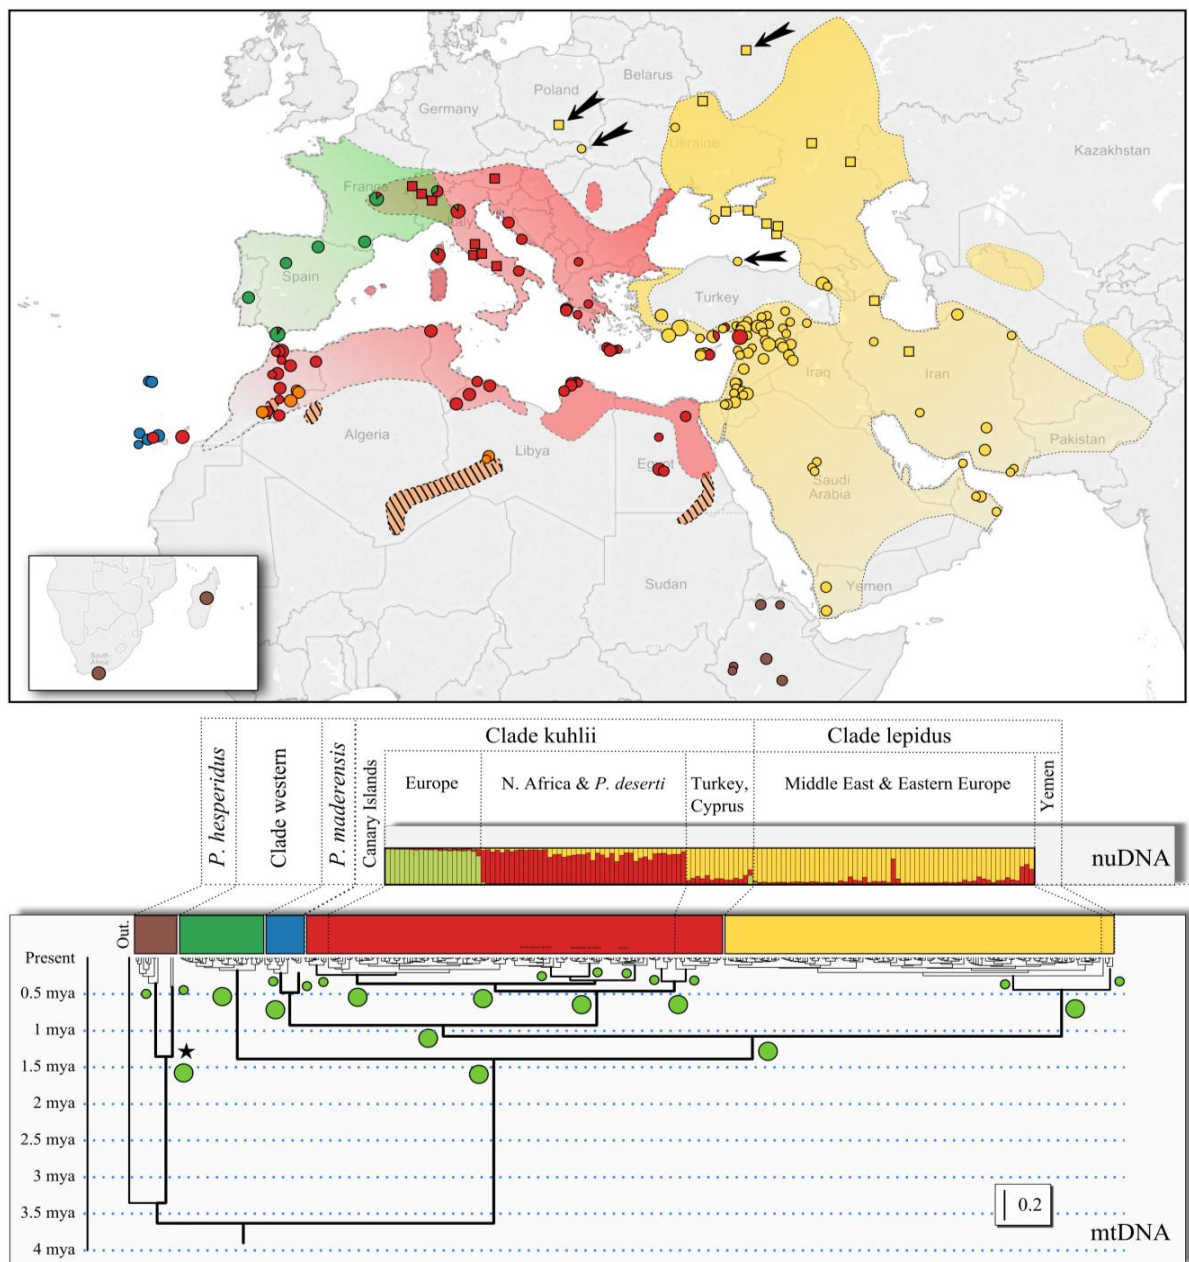 Belarus
Poland
Germany
Ukraine
Kazakhstan
France
Italy
Spain
Turkey
Iraq
Iran
Algeria
Libya
Egypt
Pakistan
Saudi
Arabia
Sudan
Yemen
South
Africa
Clade kuhlii
Clade lepidus
P. hesperidus
Clade western
P. maderensis
Canary Islands
Europe
N. Africa & P. deserti
Turkey,
Cyprus
Middle East & Eastern Europe
Yemen
nuDNA
Out.
Present
0.5 mya
1 mya
1.5 mya
2 mya
2.5 mya
3 mya
3.5 mya
4 mya
0.2
mtDNA